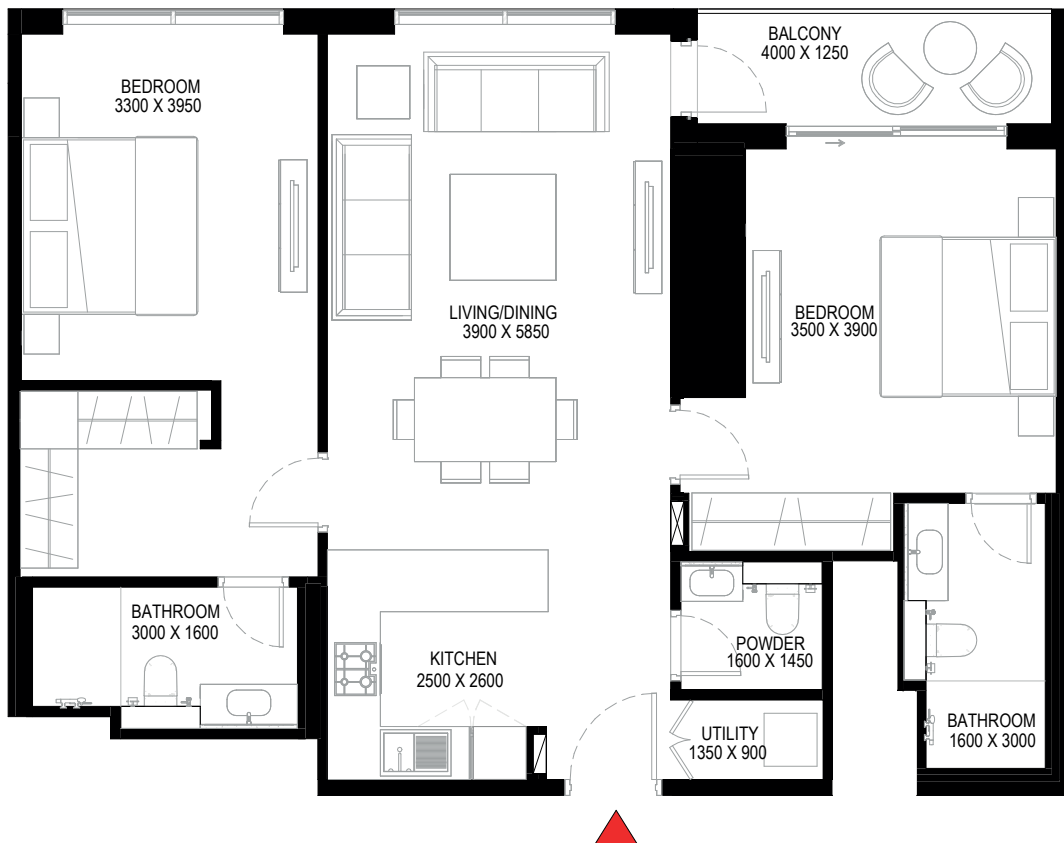 BALCONY
4000 X 1250
BEDROOM
3300 X 3950
LIVING/DINING
3900 X 5850
BEDROOM
3500 X 3900
BATHROOM
3000 X 1600
KITCHEN
2500 X 2600
POWDER
1600 X 1450
UTILITY
1350 X 900
BATHROOM
1600 X 3000